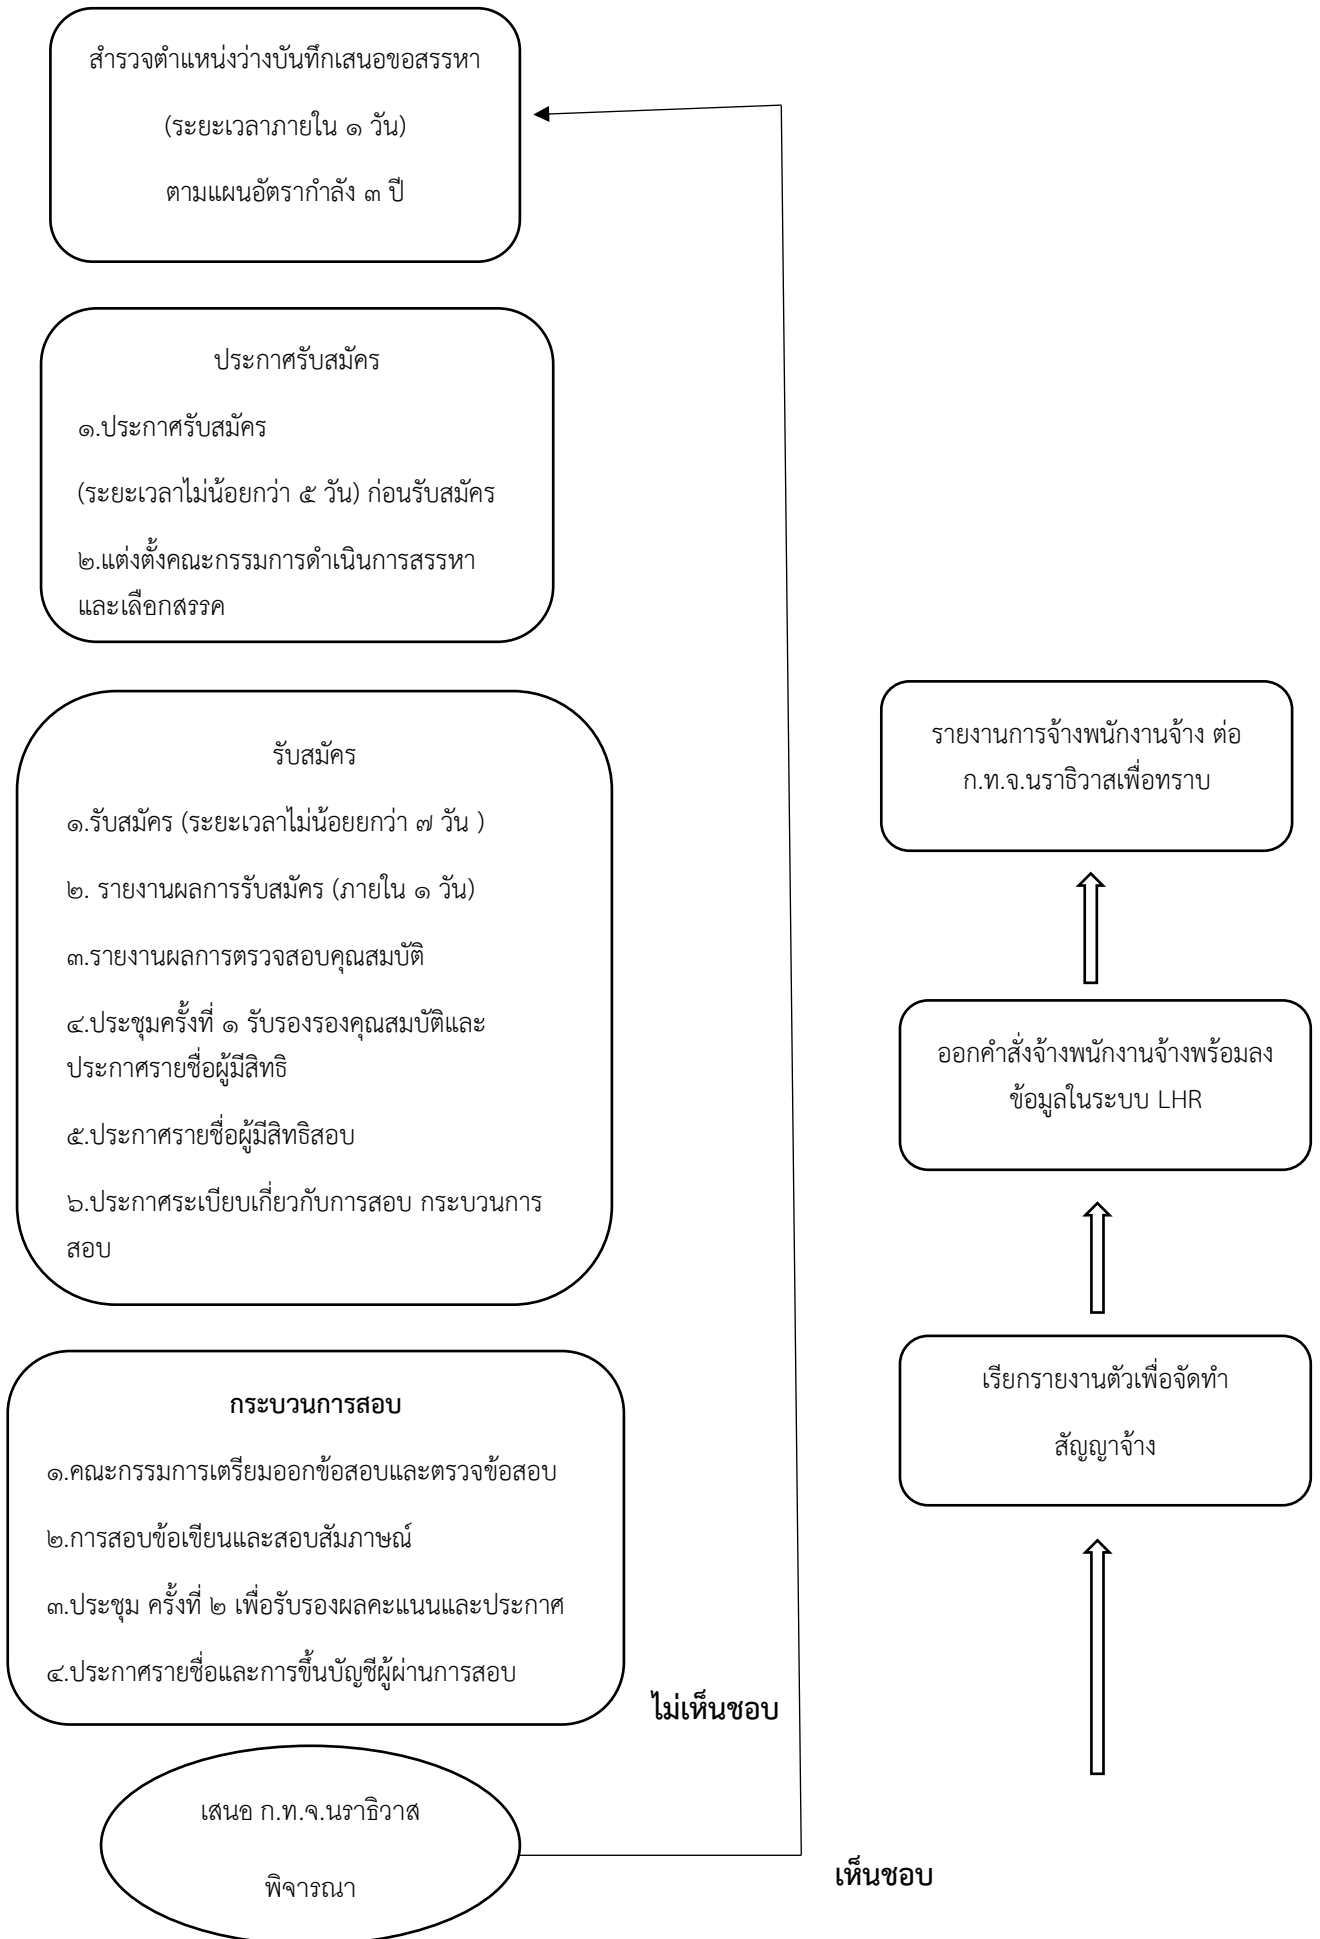 สำรวจตำแหน่งว่างบันทึกเสนอขอสรรหา
(ระยะเวลาภายใน ๑ วัน)
ตามแผนอัตรากำลัง ๓ ปี
ประกาศรับสมัคร
๑.ประกาศรับสมัคร
(ระยะเวลาไม่น้อยกว่า ๕ วัน) ก่อนรับสมัคร
๒.แต่งตั้งคณะกรรมการดำเนินการสรรหา
และเลือกสรรค
รับสมัคร
๑.รับสมัคร (ระยะเวลาไม่น้อยยกว่า ๗ วัน )
๒. รายงานผลการรับสมัคร (ภายใน ๑ วัน)
๓.รายงานผลการตรวจสอบคุณสมบัติ
๔.ประชุมครั้งที่ ๑ รับรองรองคุณสมบัติและ
ประกาศรายชื่อผู้มีสิทธิ
๕.ประกาศรายชื่อผู้มีสิทธิสอบ
๖.ประกาศระเบียบเกี่ยวกับการสอบ กระบวนการ
สอบ
กระบวนการสอบ
๑.คณะกรรมการเตรียมออกข้อสอบและตรวจข้อสอบ
๒.การสอบข้อเขียนและสอบสัมภาษณ์
๓.ประชุม ครั้งที่ ๒ เพื่อรับรองผลคะแนนและประกาศ
๔.ประกาศรายชื่อและการขึ้นบัญชีผู้ผ่านการสอบ
ไม่เห็นชอบ
เสนอ ก.ท.จ.นราธิวาส
พิจารณา
เห็นชอบ
รายงานการจ้างพนักงานจ้าง ต่อ
ก.ท.จ.นราธิวาสเพื่อทราบ
ออกคำสั่งจ้างพนักงานจ้างพร้อมลง
ข้อมูลในระบบ LHR
เรียกรายงานตัวเพื่อจัดทำ
สัญญาจ้าง